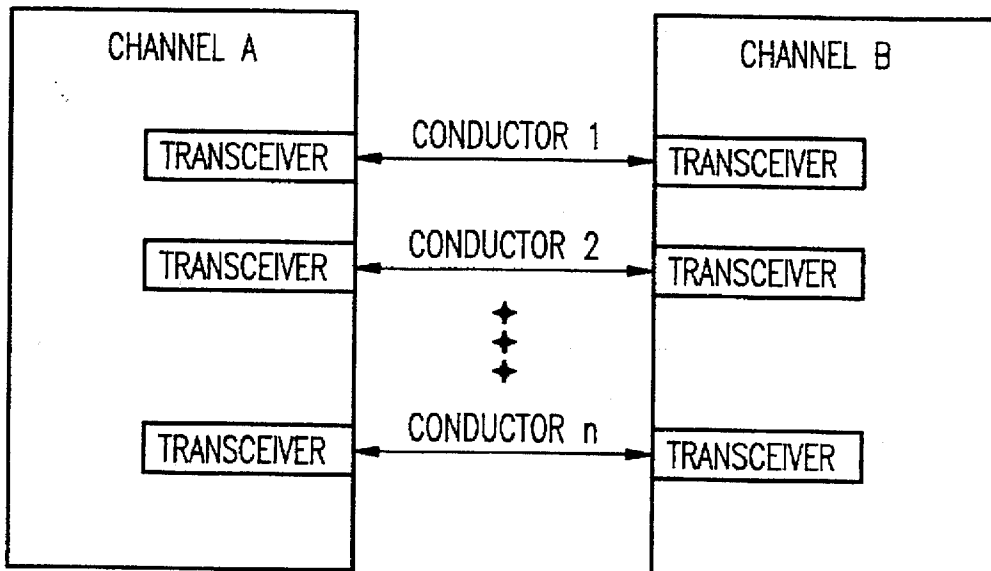 CHANNEL A
CHANNEL B
TRANSCEIVER
CONDUCTOR 1
TRANSCEIVER
TRANSCEIVER
CONDUCTOR 2
TRANSCEIVER
TRANSCEIVER
CONDUCTOR n
TRANSCEIVER